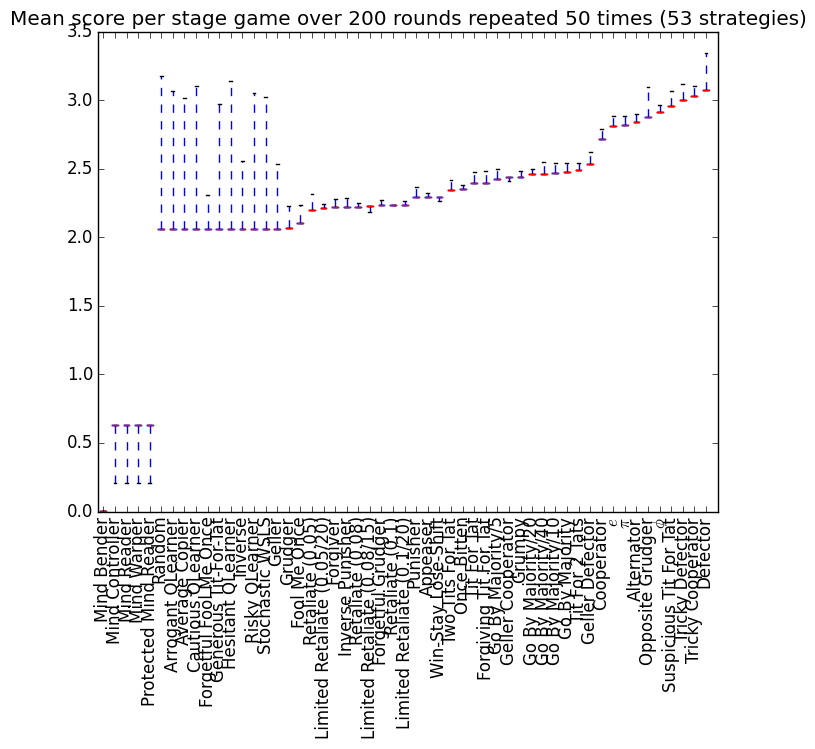 Mean score per stage game over 200 rounds repeated 50 times (53 strategies)
3.5
3.0
2.5
2.0
1.5
1.0
0.5
0.0
Mind Bender
Mind Controller
Mind Reader
Mind Warper
Protected Mind Reader
Random
Arrogant QLearner
Average Copier
Cautious QLearner
Forgetful Fool Me Once
Generous Tit-For-Tat
Hesitant QLearner
Inverse
Risky QLearner
Stochastic WSLS
Geller
Grudger
Fool Me Once
Retaliate (0.05)
Limited Retaliate (0.05/20)
Forgiver
Inverse Punisher
Retaliate (0.08)
Limited Retaliate (0.08/15)
Forgetful Grudger
Retaliate (0.1)
Limited Retaliate (0.1/20)
Punisher
Appeaser
Win-Stay Lose-Shift
Two Tits For Tat
Once Bitten
Tit For Tat
Forgiving Tit For Tat
Go By Majority/5
Geller Cooperator
Grumpy
Go By Majority/20
Go By Majority/40
Go By Majority/10
Go By Majority
Tit For 2 Tats
Geller Defector
Cooperator
e
π
Alternator
Opposite Grudger
φ
Suspicious Tit For Tat
Tricky Defector
Tricky Cooperator
Defector